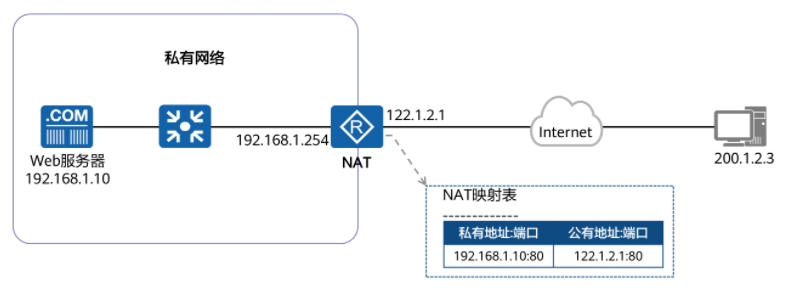 私有网络
.COM
Web服务器
192.168.1.10
192.168.1.254
R
NAT
122.1.2.1
Internet
200.1.2.3
NAT映射表
-------------
私有地址:端口 公有地址:端口
192.168.1.10:80 122.1.2.1:80